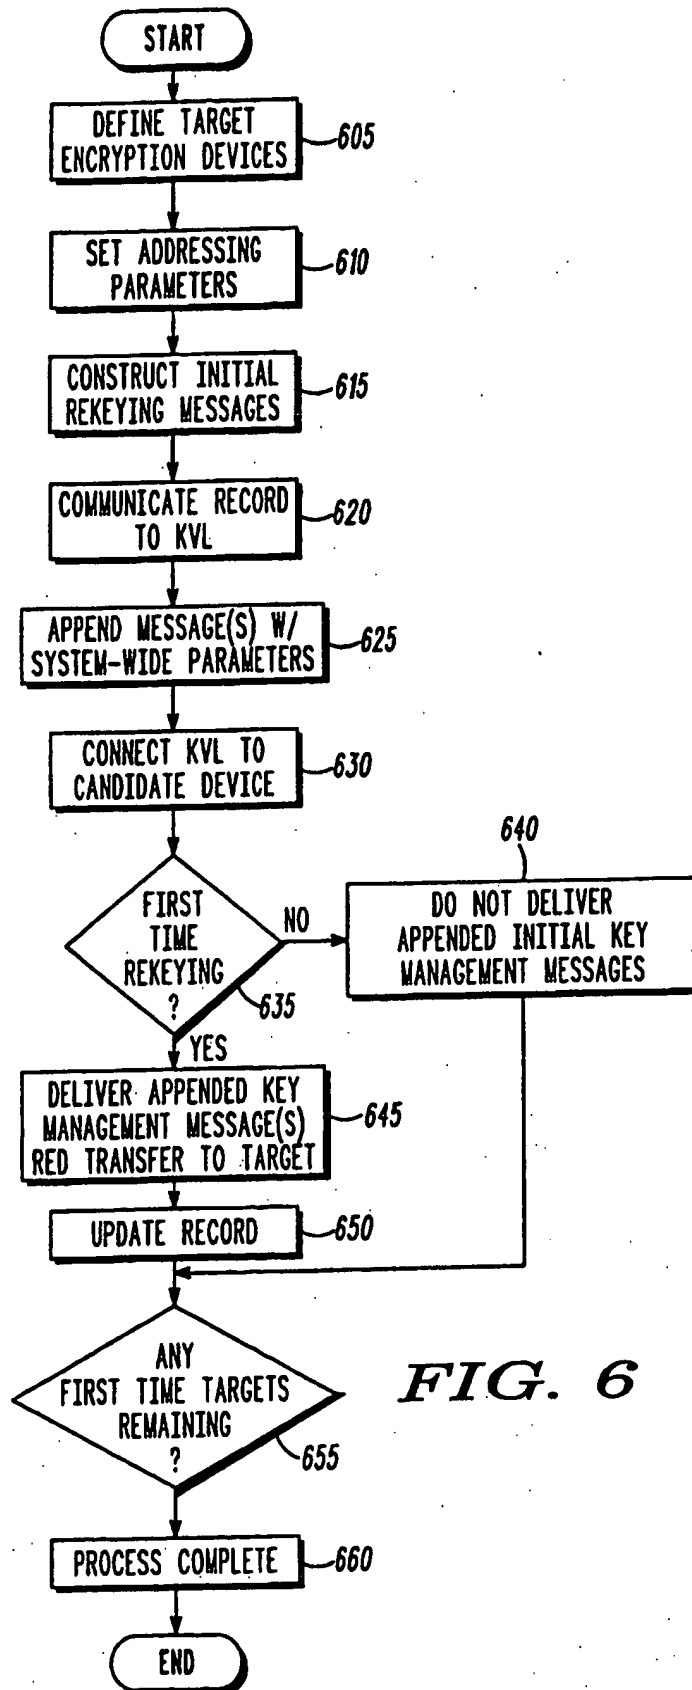 START
DEFINE TARGET
ENCRYPTION DEVICES
605
SET ADDRESSING
PARAMETERS
610
CONSTRUCT INITIAL
REKEYING MESSAGES
615
COMMUNICATE RECORD
TO KVL
620
APPEND MESSAGE(S) W/
SYSTEM-WIDE PARAMETERS
625
CONNECT KVL TO
CANDIDATE DEVICE
630
FIRST
TIME
REKEYING
?
635
NO
640
DO NOT DELIVER
APPENDED INITIAL KEY
MANAGEMENT MESSAGES
YES
DELIVER APPENDED KEY
MANAGEMENT MESSAGE(S)
RED TRANSFER TO TARGET
645
UPDATE RECORD
650
ANY
FIRST TIME TARGETS
REMAINING
?
655
FIG. 6
PROCESS COMPLETE
660
END